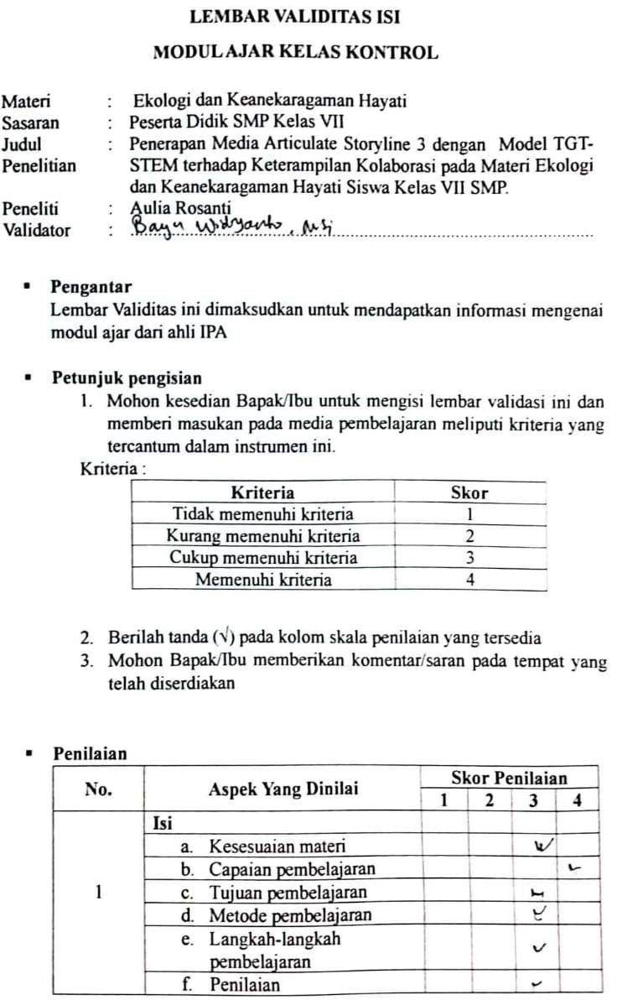 LEMBAR VALIDITAS ISI
MODUL AJAR KELAS KONTROL
Materi : Ekologi dan Keanekaragaman Hayati
Sasaran : Peserta Didik SMP Kelas VII
Judul : Penerapan Media Articulate Storyline 3 dengan Model TGT-
Penelitian STEM terhadap Keterampilan Kolaborasi pada Materi Ekologi
dan Keanekaragaman Hayati Siswa Kelas VII SMP.
Peneliti : Aulia Rosanti
Validator : Bayu Widyanto, MSi
▪ Pengantar
Lembar Validitas ini dimaksudkan untuk mendapatkan informasi mengenai
modul ajar dari ahli IPA
▪ Petunjuk pengisian
1. Mohon kesedian Bapak/Ibu untuk mengisi lembar validasi ini dan
memberi masukan pada media pembelajaran meliputi kriteria yang
tercantum dalam instrumen ini.
Kriteria :
Kriteria Skor
Tidak memenuhi kriteria 1
Kurang memenuhi kriteria 2
Cukup memenuhi kriteria 3
Memenuhi kriteria 4
2. Berilah tanda (√) pada kolom skala penilaian yang tersedia
3. Mohon Bapak/Ibu memberikan komentar/saran pada tempat yang
telah diserdiakan
▪ Penilaian
No. Aspek Yang Dinilai Skor Penilaian
1 2 3 4
Isi
a. Kesesuaian materi ✓
b. Capaian pembelajaran ✓
1 c. Tujuan pembelajaran ✓
d. Metode pembelajaran ✓
e. Langkah-langkah ✓
pembelajaran
f. Penilaian ✓